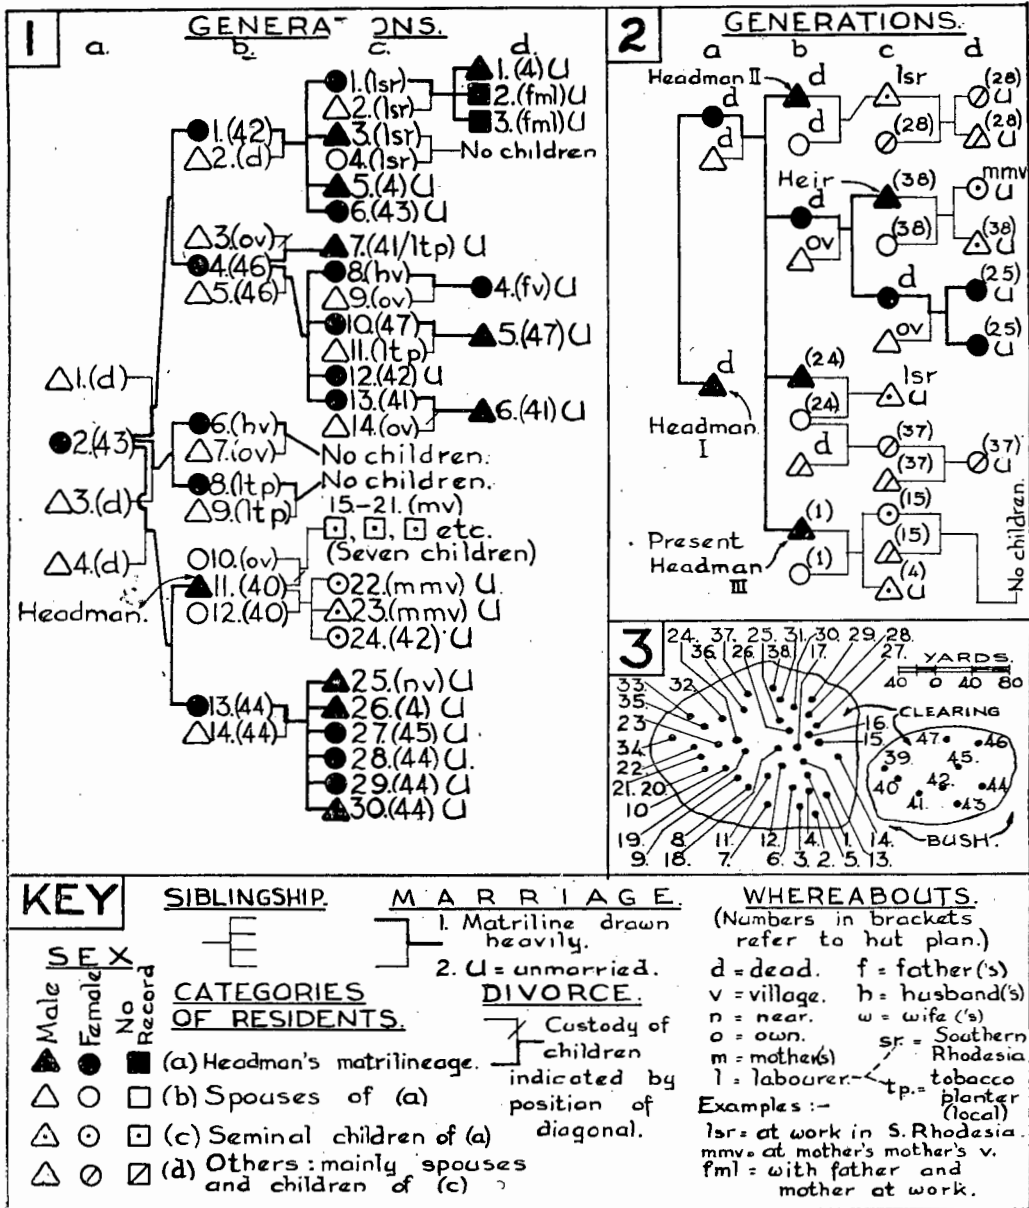 1
GENERA ONS.
a. b. c. d.
1.(lsr)
2.(lsr)
1.(4) U
2.(fml) U
3.(fml) U
1.(42)
2.(d)
3.(lsr)
4.(lsr)
No children
5.(4) U
6.(43) U
3.(ov)
4.(46)
5.(46)
7.(41/ltp) U
8.(hv)
9.(ov)
4.(fv) U
10.(47)
11.(ltp)
5.(47) U
12.(42) U
13.(41)
14.(ov)
6.(41) U
1.(d)
2.(43)
3.(d)
4.(d)
6.(hv)
7.(ov)
No children.
8.(ltp)
9.(ltp)
No children.
15.-21.(mv)
etc.
(Seven children)
10.(ov)
11.(40)
12.(40)
Headman.
22.(mmv) U.
23.(mmv) U
24.(42) U
13.(44)
14.(44)
25.(nv) U
26.(4) U
27.(45) U
28.(44) U.
29.(44) U
30.(44) U
2
GENERATIONS.
a b c d
Headman II
d
d
d
d
lsr
(28)
(28)
U
(28)
U
Heir
d
ov
(38)
(38)
mmv
U
(38)
U
d
ov
(25)
U
(25)
U
d
Headman
I
(24)
(24)
d
lsr
U
(37)
(37)
(37)
U
Present
Headman
III
(1)
(1)
(15)
(15)
(4)
U
No children.
3
24. 37. 25. 31. 30. 29. 28.
36. 26. 38. 17. 27.
33. 32.
35.
23
34.
22.
21. 20.
10
19. 8. 11. 12. 4. 1. 14.
9. 18. 7. 6. 3. 2. 5. 13.
16.
15.
YARDS.
40 0 40 80
CLEARING
47. 46
39. 45.
40 42. 44
41. 43
BUSH.
KEY
SIBLINGSHIP.
MARRIAGE.
1. Matriline drawn
heavily.
2. U = unmarried.
SEX
Male
Female
No
Record
CATEGORIES
OF RESIDENTS.
(a) Headman's matrilineage.
(b) Spouses of (a)
(c) Seminal children of (a)
(d) Others : mainly spouses
and children of (c)
DIVORCE.
Custody of
children
indicated by
position of
diagonal.
WHEREABOUTS.
(Numbers in brackets
refer to hut plan.)
d = dead. f = father('s)
v = village. h = husband('s)
n = near. w = wife ('s)
o = own.
m = mother(s)
l = labourer.
sr. = Southern
Rhodesia
tp. = tobacco
planter
(local)
Examples :-
lsr = at work in S. Rhodesia.
mmv = at mother's mother's v.
fml = with father and
mother at work.